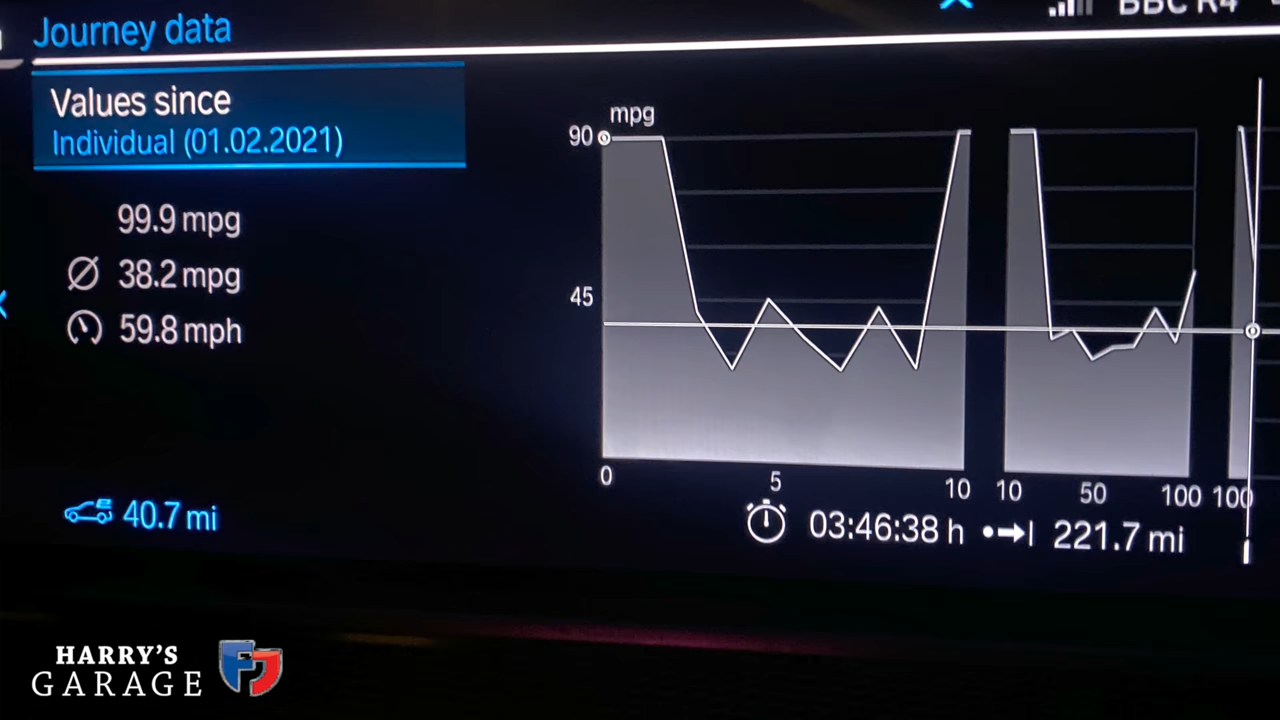 Journey data
BBC R4
Values since
Individual (01.02.2021)
99.9 mpg
Ø 38.2 mpg
59.8 mph
40.7 mi
mpg
90
45
0 5 10 10 50 100 100
03:46:38 h 221.7 mi
HARRY'S
GARAGE